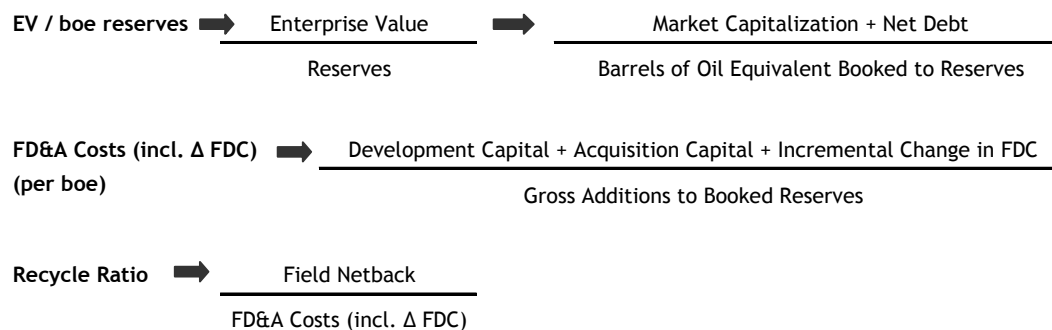 EV / boe reserves Enterprise Value Market Capitalization + Net Debt
Reserves Barrels of Oil Equivalent Booked to Reserves
FD&A Costs (incl. Δ FDC) Development Capital + Acquisition Capital + Incremental Change in FDC
(per boe)
Gross Additions to Booked Reserves
Recycle Ratio Field Netback
FD&A Costs (incl. Δ FDC)